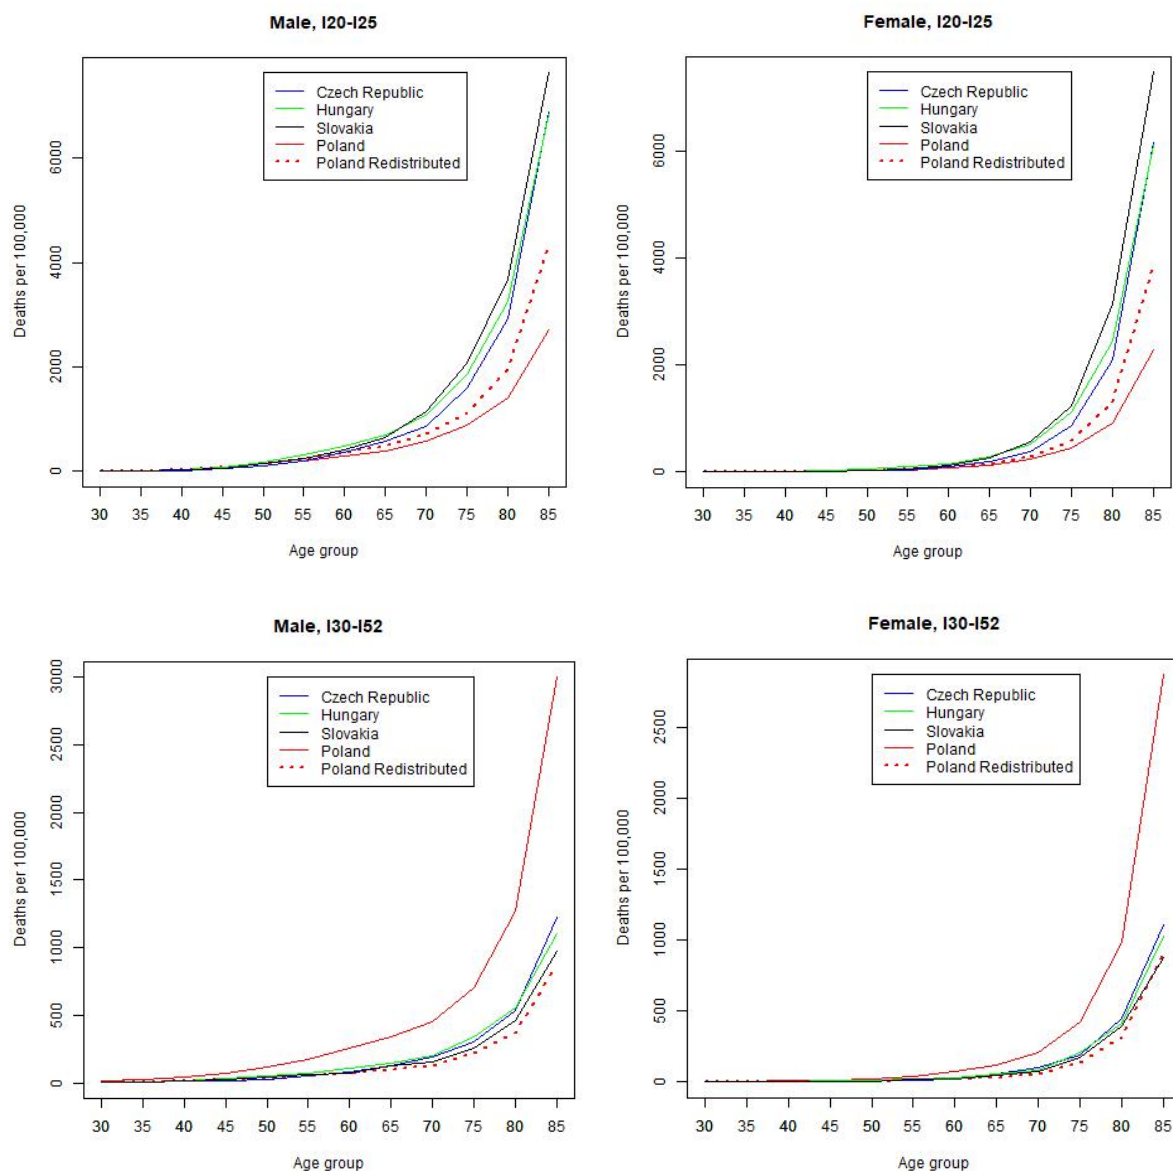 Male, I20-I25
Czech Republic
Hungary
Slovakia
Poland
Poland Redistributed
Deaths per 100,000
6000
4000
2000
0
30 35 40 45 50 55 60 65 70 75 80 85
Age group
Female, I20-I25
Czech Republic
Hungary
Slovakia
Poland
Poland Redistributed
Deaths per 100,000
6000
4000
2000
0
30 35 40 45 50 55 60 65 70 75 80 85
Age group
Male, I30-I52
Czech Republic
Hungary
Slovakia
Poland
Poland Redistributed
Deaths per 100,000
3000
2500
2000
1500
1000
500
0
30 35 40 45 50 55 60 65 70 75 80 85
Age group
Female, I30-I52
Czech Republic
Hungary
Slovakia
Poland
Poland Redistributed
Deaths per 100,000
2500
2000
1500
1000
500
0
30 35 40 45 50 55 60 65 70 75 80 85
Age group